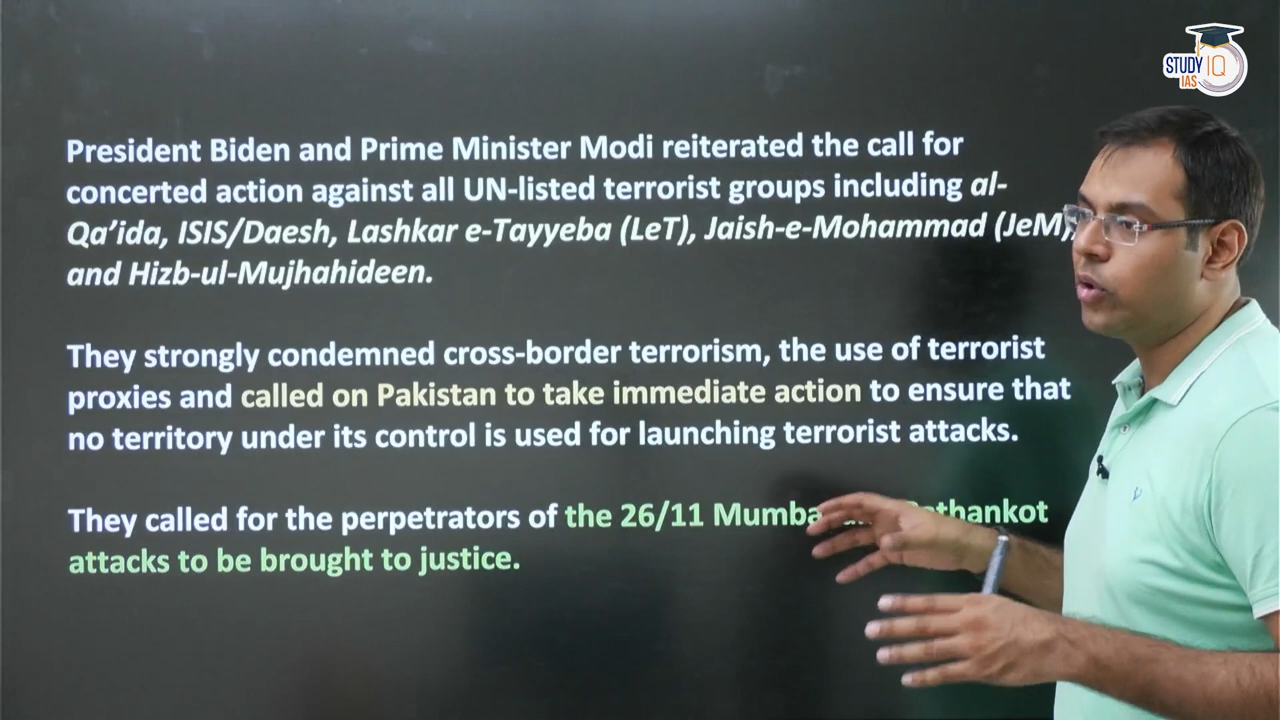 STUDY IQ
IAS
President Biden and Prime Minister Modi reiterated the call for
concerted action against all UN-listed terrorist groups including al-
Qa’ida, ISIS/Daesh, Lashkar e-Tayyeba (LeT), Jaish-e-Mohammad (JeM)
and Hizb-ul-Mujhahideen.
They strongly condemned cross-border terrorism, the use of terrorist
proxies and called on Pakistan to take immediate action to ensure that
no territory under its control is used for launching terrorist attacks.
They called for the perpetrators of the 26/11
attacks to be brought to justice.